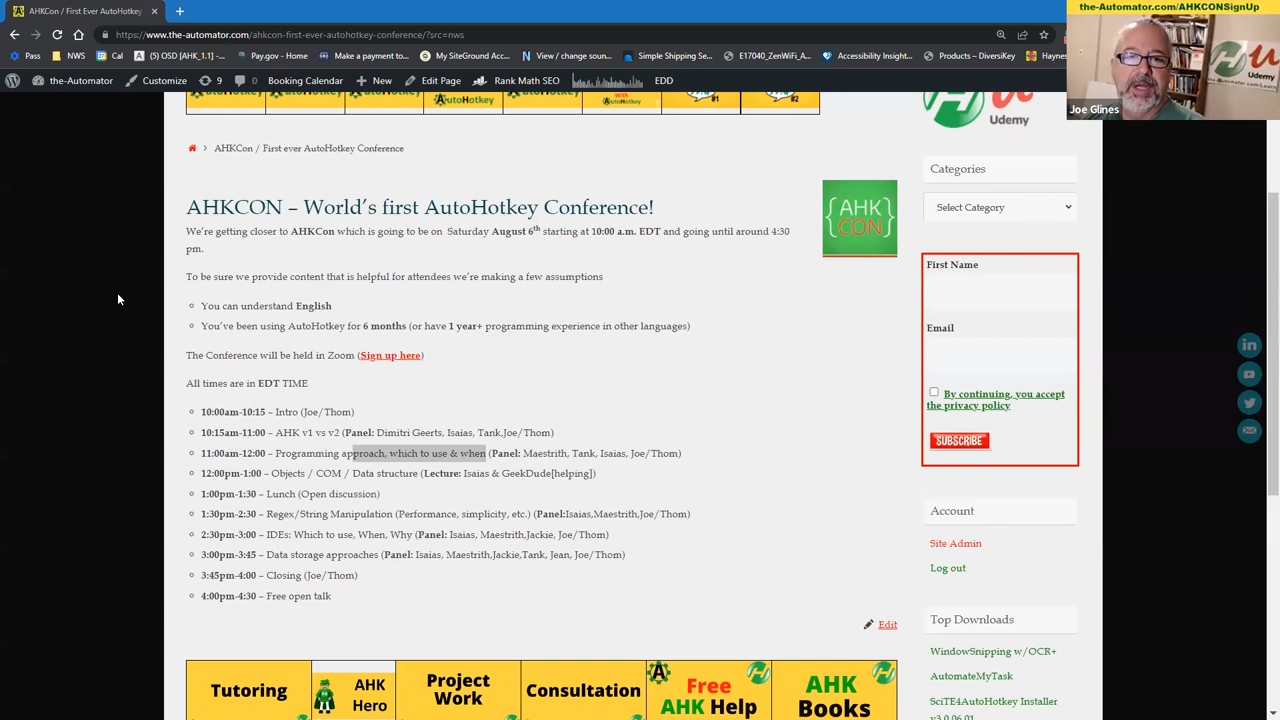 AHKCon / First Ever AutoHotkey
the-Automator.com/AHKCONSignUp
https://www.the-automator.com/ahkcon-first-ever-autohotkey-conference/?src=nws
Pass
W10
Cal
(5) OSD [AHK_1.1] -...
Pay.gov - Home
Make a payment to...
My SiteGround Acc...
View / change soun...
Simple Shipping Se...
E17040_ZenWiFi_A...
Accessibility Insigh...
Products – DiversiKey
Haynes
the-Automator
Customize
9
0
Booking Calendar
New
Edit Page
Rank Math SEO
EDD
Joe Glines
Udemy
AutoHotkey
With
AutoHotkey
#1
#2
Udemy
AHKCon / First ever AutoHotkey Conference
AHKCON – World's first AutoHotkey Conference!
We're getting closer to AHKCon which is going to be on Saturday August 6th starting at 10:00 a.m. EDT and going until around 4:30
pm.
{AHK
CON}
To be sure we provide content that is helpful for attendees we're making a few assumptions
You can understand English
You've been using AutoHotkey for 6 months (or have 1 year+ programming experience in other languages)
The Conference will be held in Zoom (Sign up here)
All times are in EDT TIME
10:00am-10:15 – Intro (Joe/Thom)
10:15am-11:00 – AHK v1 vs v2 (Panel: Dimitri Geerts, Isaias, Tank,Joe/Thom)
11:00am-12:00 – Programming approach, which to use & when (Panel: Maestrith, Tank, Isaias, Joe/Thom)
12:00pm-1:00 – Objects / COM / Data structure (Lecture: Isaias & GeekDude[helping])
1:00pm-1:30 – Lunch (Open discussion)
1:30pm-2:30 – Regex/String Manipulation (Performance, simplicity, etc.) (Panel:Isaias,Maestrith,Joe/Thom)
2:30pm-3:00 – IDEs: Which to use, When, Why (Panel: Isaias, Maestrith,Jackie, Joe/Thom)
3:00pm-3:45 – Data storage approaches (Panel: Isaias, Maestrith,Jackie,Tank, Jean, Joe/Thom)
3:45pm-4:00 – Closing (Joe/Thom)
4:00pm-4:30 – Free open talk
Edit
Categories
Select Category
First Name
Email
By continuing, you accept
the privacy policy
SUBSCRIBE
Account
Site Admin
Log out
Top Downloads
WindowSnipping w/OCR+
AutomateMyTask
SciTE4AutoHotkey Installer
v3.0.06.01
Tutoring
AHK
Hero
Project
Work
Consultation
Free
AHK Help
AHK
Books